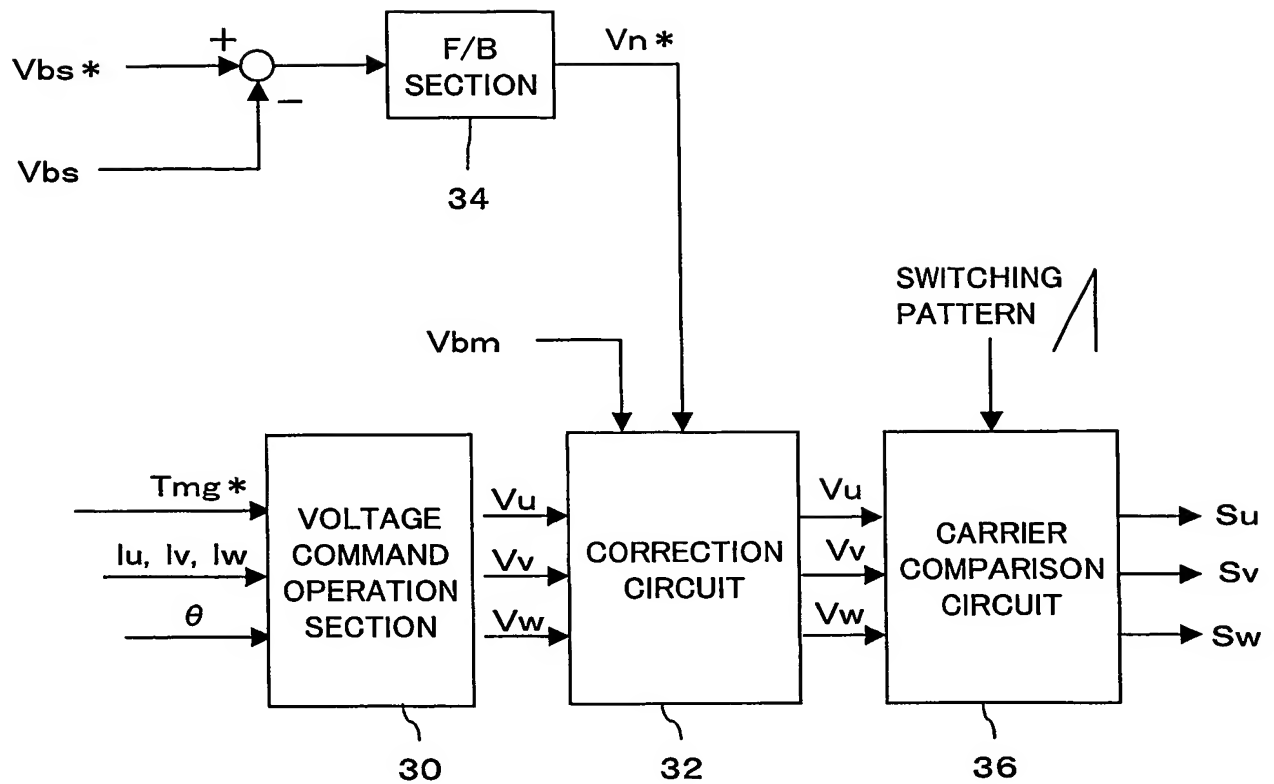 Vbs*
+
−
Vbs
F/B
SECTION
34
Vn*
Vbm
SWITCHING
PATTERN
Tmg*
Iu, Iv, Iw
θ
VOLTAGE
COMMAND
OPERATION
SECTION
30
Vu
Vv
Vw
CORRECTION
CIRCUIT
32
Vu
Vv
Vw
CARRIER
COMPARISON
CIRCUIT
36
Su
Sv
Sw